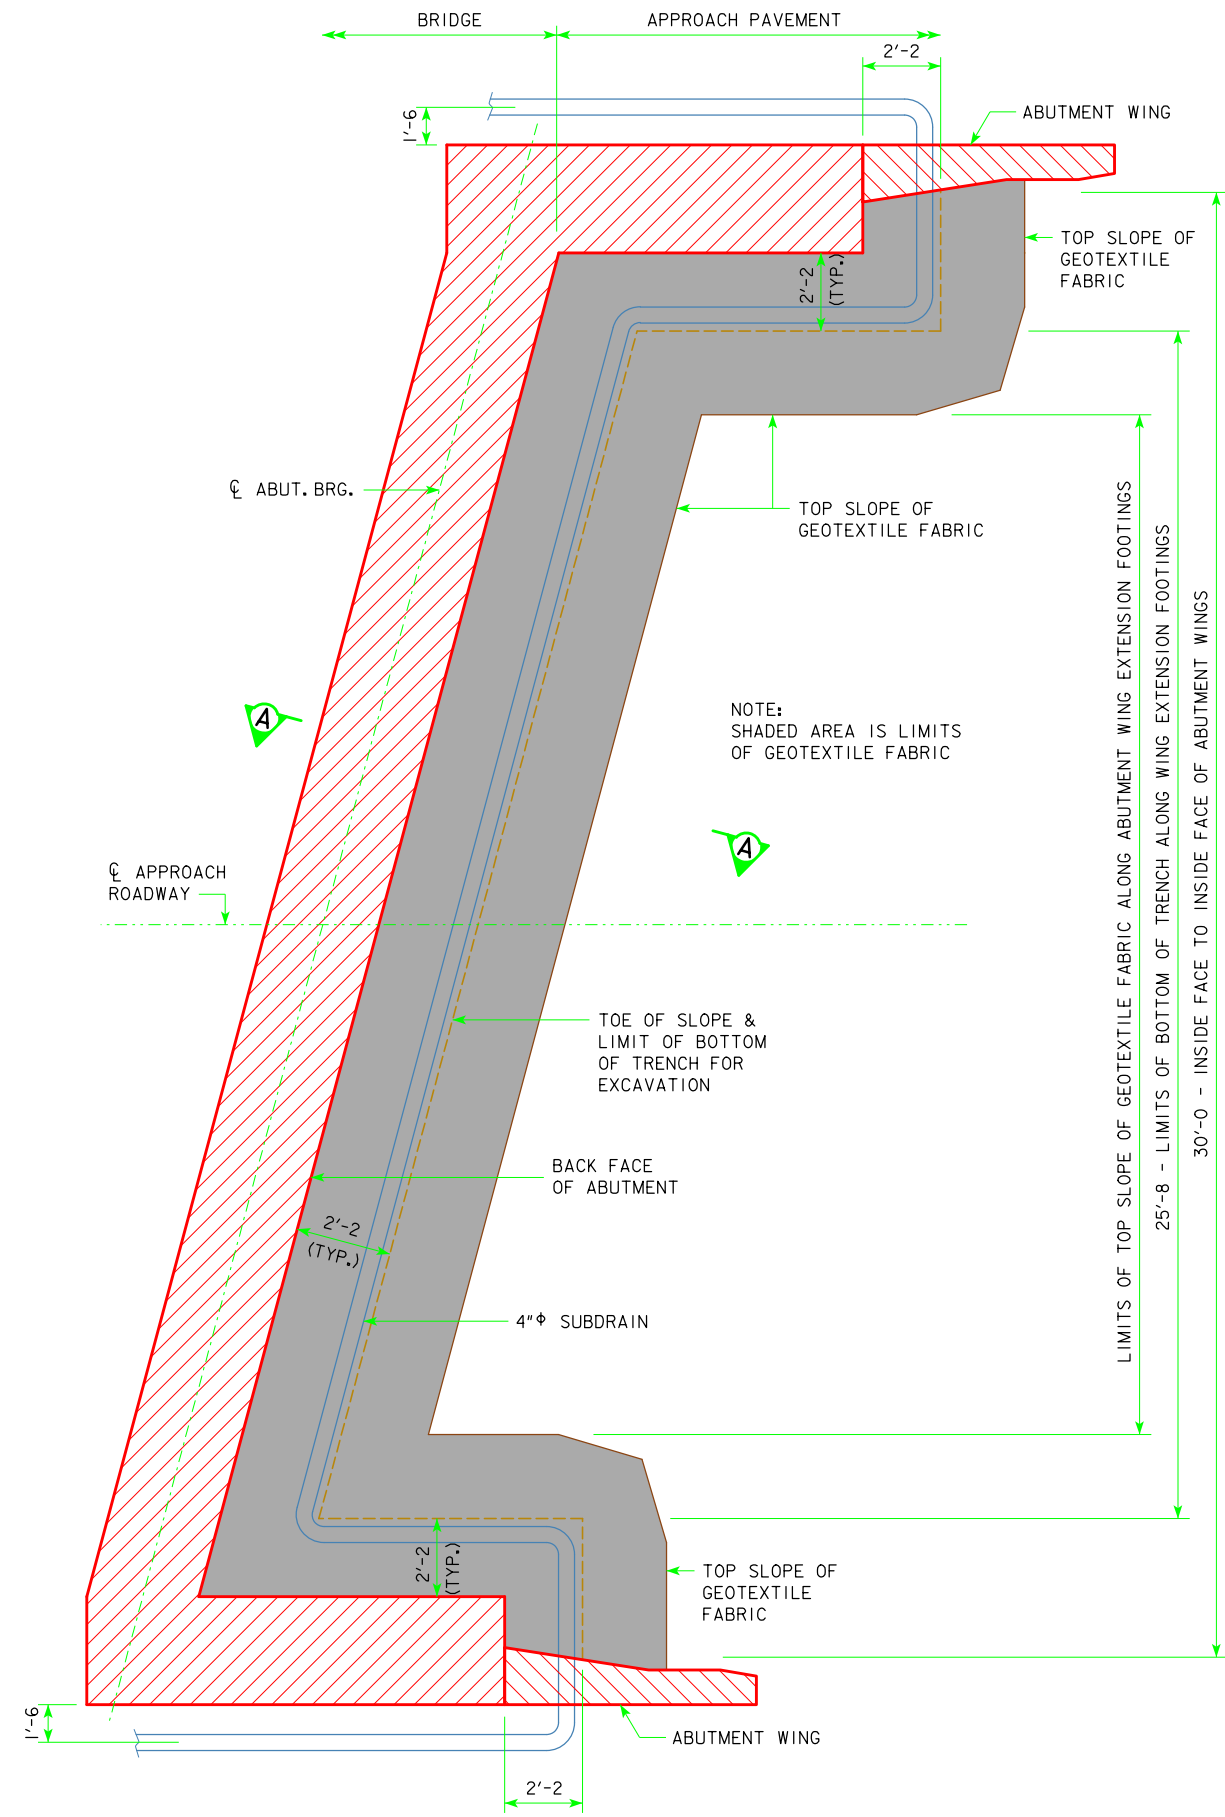 BRIDGE
APPROACH PAVEMENT
2'-2
1'-6
ABUTMENT WING
TOP SLOPE OF
GEOTEXTILE
FABRIC
2'-2
(TYP.)
℄ ABUT. BRG.
TOP SLOPE OF
GEOTEXTILE FABRIC
LIMITS OF TOP SLOPE OF GEOTEXTILE FABRIC ALONG ABUTMENT WING EXTENSION FOOTINGS
25'-8 - LIMITS OF BOTTOM OF TRENCH ALONG WING EXTENSION FOOTINGS
30'-0 - INSIDE FACE TO INSIDE FACE OF ABUTMENT WINGS
A
NOTE:
SHADED AREA IS LIMITS
OF GEOTEXTILE FABRIC
A
℄ APPROACH
ROADWAY
TOE OF SLOPE &
LIMIT OF BOTTOM
OF TRENCH FOR
EXCAVATION
BACK FACE
OF ABUTMENT
2'-2
(TYP.)
4"ϕ SUBDRAIN
2'-2
(TYP.)
TOP SLOPE OF
GEOTEXTILE
FABRIC
1'-6
ABUTMENT WING
2'-2